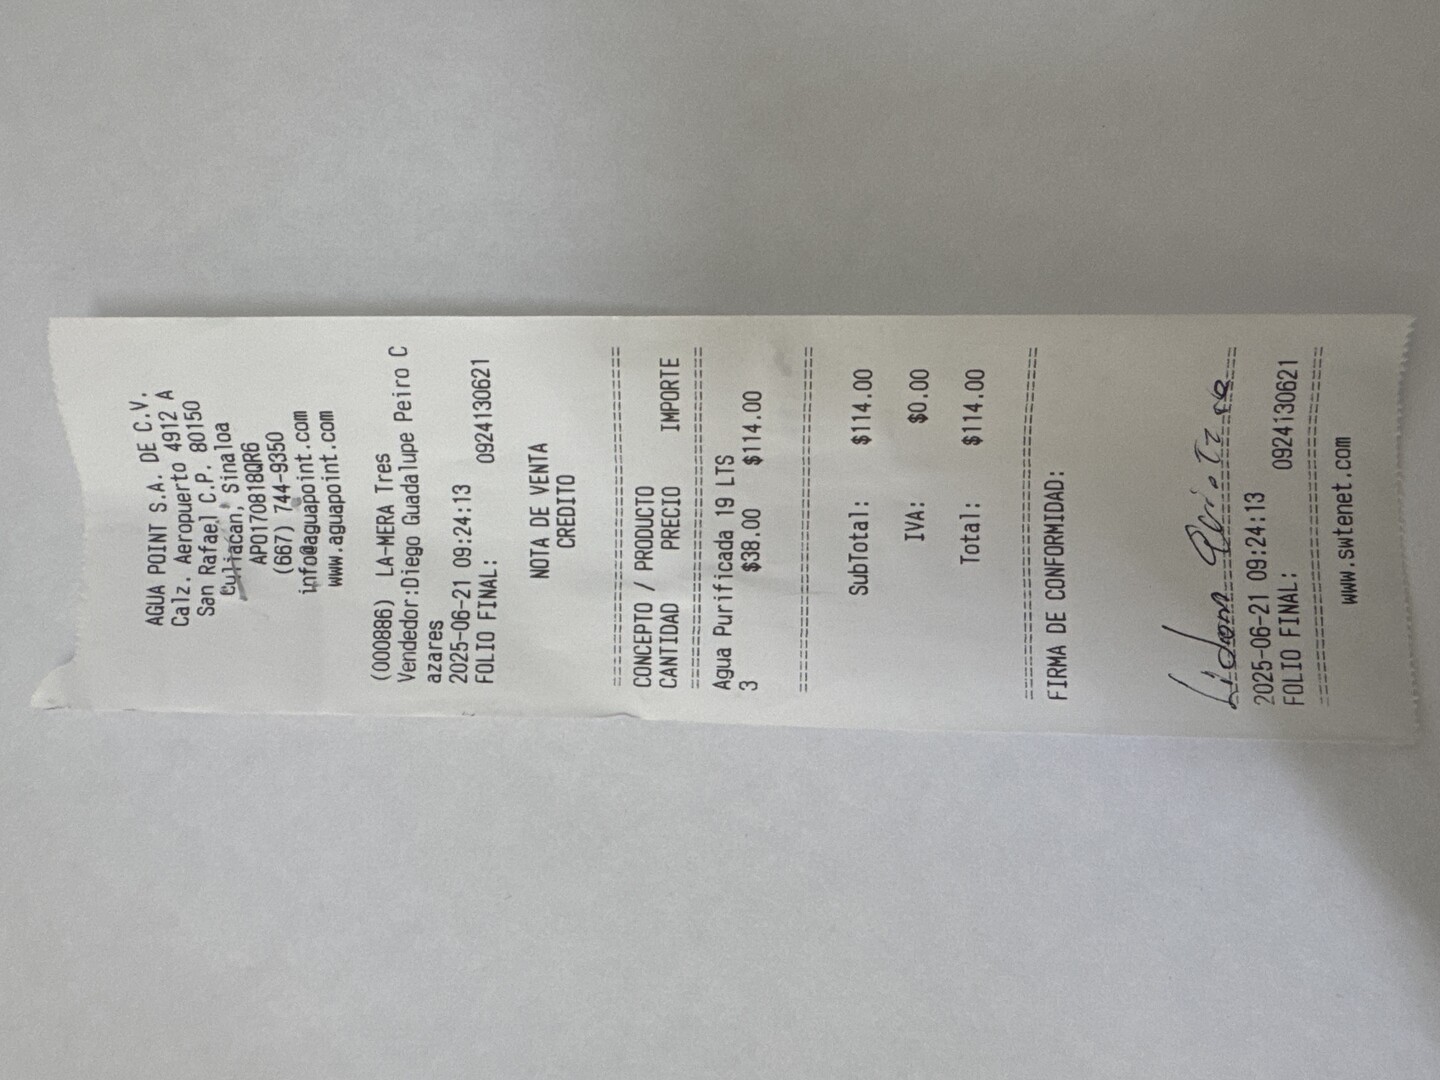 AGUA POINT S.A. DE C.V.
Calz. Aeropuerto 4912 A
San Rafael C.P. 80150
Culiacán, Sinaloa
APO170818QR6
(667) 744-9350
info@aguapoint.com
www.aguapoint.com
(000886) LA-MERA Tres
Vendedor:Diego Guadalupe Peiro C
azares
2025-06-21 09:24:13
FOLIO FINAL: 0924130621
NOTA DE VENTA
CREDITO
================================
CONCEPTO / PRODUCTO
CANTIDAD PRECIO IMPORTE
================================
Agua Purificada 19 LTS
3 $38.00 $114.00
================================
SubTotal: $114.00
IVA: $0.00
Total: $114.00
================================
FIRMA DE CONFORMIDAD:
================================
2025-06-21 09:24:13
FOLIO FINAL: 0924130621
================================
www.swtenet.com